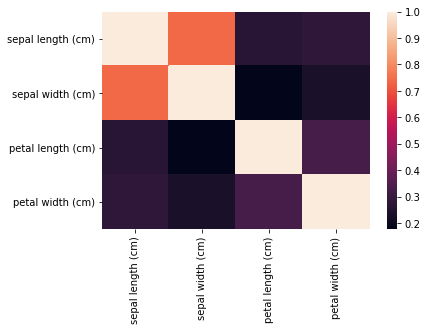 sepal length (cm)
sepal width (cm)
petal length (cm)
petal width (cm)
sepal length (cm)
sepal width (cm)
petal length (cm)
petal width (cm)
1.0
0.9
0.8
0.7
0.6
0.5
0.4
0.3
0.2